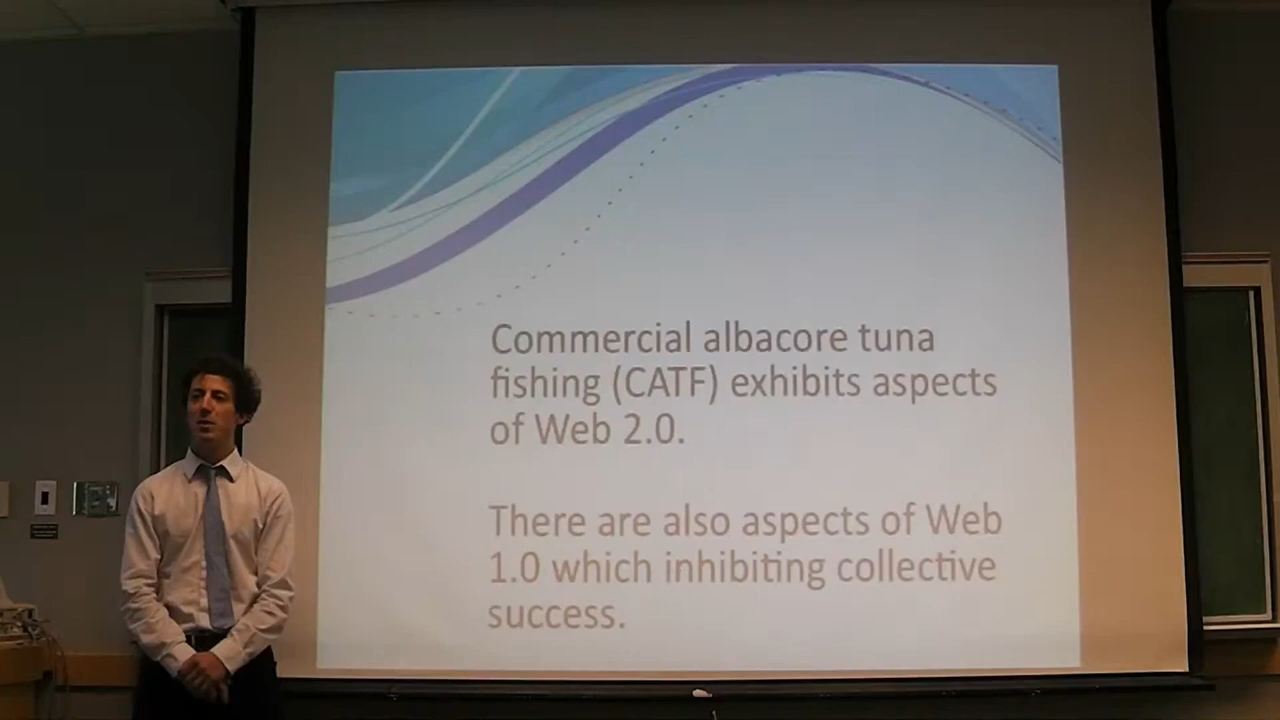 Commercial albacore tuna
fishing (CATF) exhibits aspects
of Web 2.0.
There are also aspects of Web
1.0 which inhibiting collective
success.